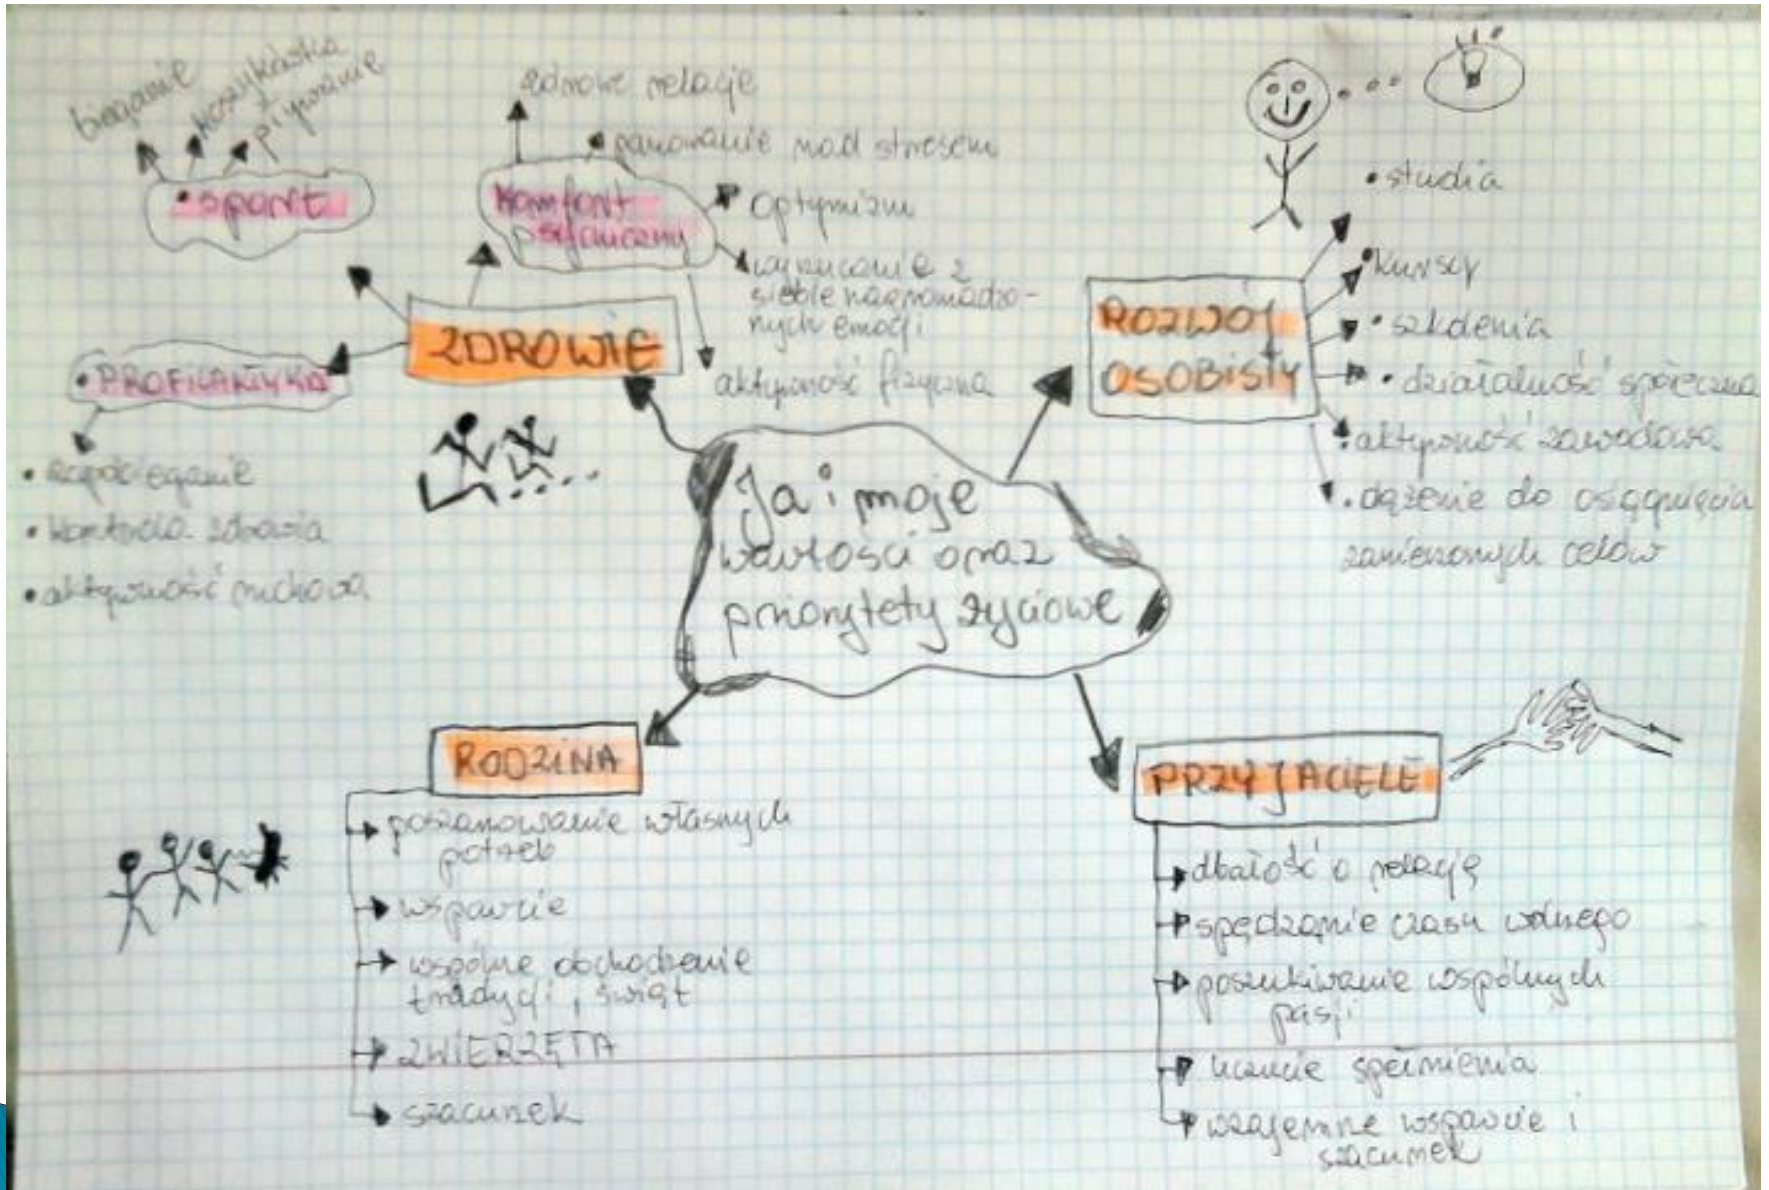 bieganie
koszykówka
pływanie
• sport
zdrowe relacje
panowanie nad stresem
Komfort
psychiczny
optymizm
wyrzucanie z
siebie nagromadzo-
nych emocji
aktywność fizyczna
ZDROWIE
• PROFILAKTYKA
• zapobieganie
• kontrola zdrowia
• aktywność ruchowa
ROZWÓJ
OSOBISTY
• studia
• kursy
• szkolenia
• działalność społeczna
• aktywność zawodowa
• dążenie do osiągnięcia
zamierzonych celów
Ja i moje
wartości oraz
priorytety życiowe
RODZINA
poszanowanie własnych
potrzeb
wsparcie
wspólne obchodzenie
tradycji, świąt
ZWIERZĘTA
szacunek
PRZYJACIELE
dbałość o relację
spędzanie czasu wolnego
poszukiwanie wspólnych
pasji
uczucie spełnienia
wzajemne wsparcie i
szacunek